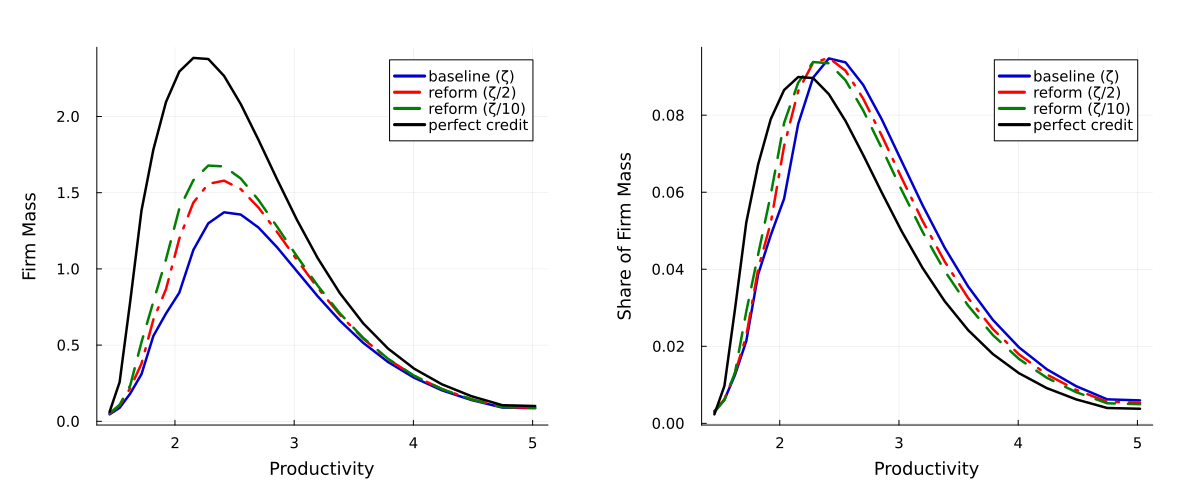 baseline (ζ)
reform (ζ/2)
reform (ζ/10)
perfect credit
2.0
1.5
1.0
0.5
0.0
Firm Mass
2 3 4 5
Productivity
baseline (ζ)
reform (ζ/2)
reform (ζ/10)
perfect credit
0.08
0.06
0.04
0.02
0.00
Share of Firm Mass
2 3 4 5
Productivity